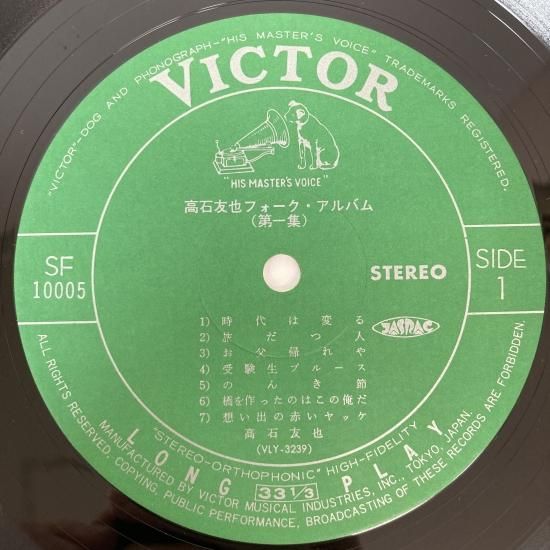 "VICTOR"–DOG AND PHONOGRAPH–"HIS MASTER'S VOICE" TRADEMARKS REGISTERED.
VICTOR
"HIS MASTER'S VOICE"
高石友也フォーク・アルバム
(第一集)
SF
10005
STEREO
SIDE
1
JASRAC
1) 時代は変る
2) 旅だつ人
3) お父帰れや
4) 受験生ブルース
5) のんき節
6) 橋を作ったのはこの俺だ
7) 想い出の赤いヤッケ
高石友也
(VLY-3239)
"STEREO-ORTHOPHONIC" HIGH-FIDELITY
LONG 33 1/3 PLAY
MANUFACTURED BY VICTOR MUSICAL INDUSTRIES, INC., TOKYO, JAPAN.
ALL RIGHTS RESERVED, COPYING, PUBLIC PERFORMANCE, BROADCASTING OF THESE RECORDS ARE FORBIDDEN.